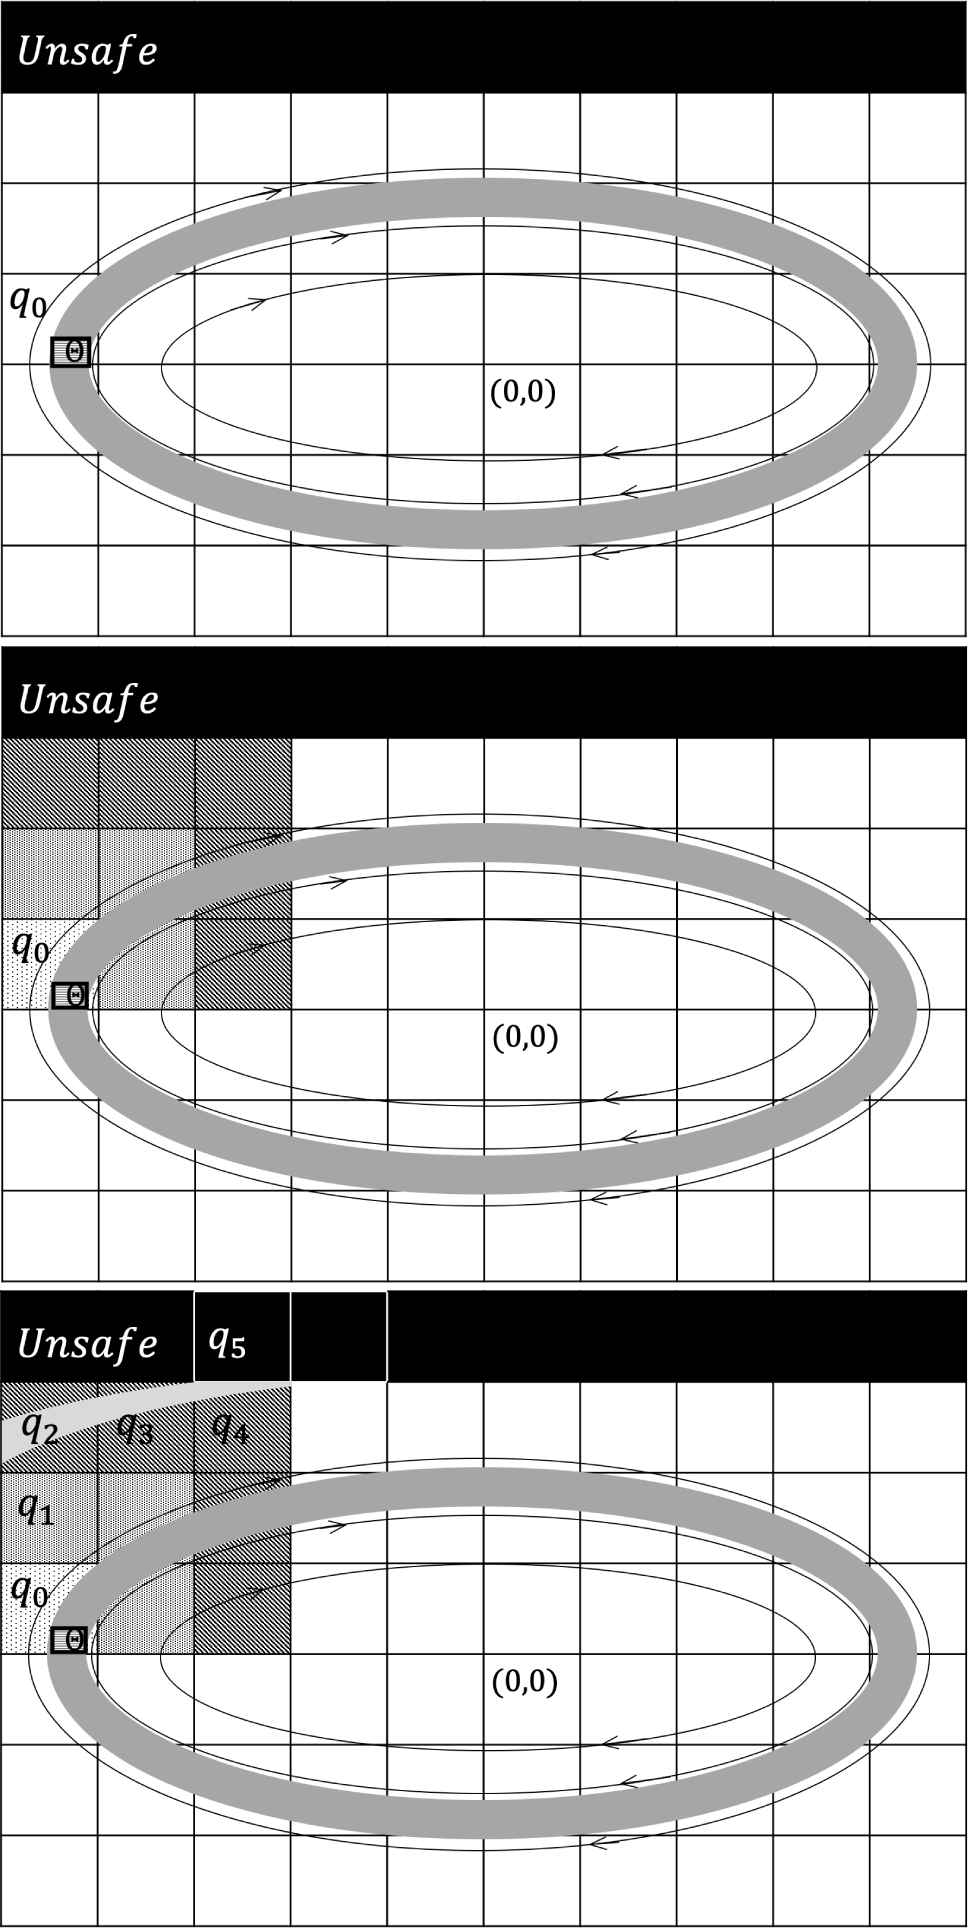 Unsafe
q₀
Θ
(0,0)
Unsafe
q₀
Θ
(0,0)
Unsafe q₅
q₂ q₃ q₄
q₁
q₀
Θ
(0,0)